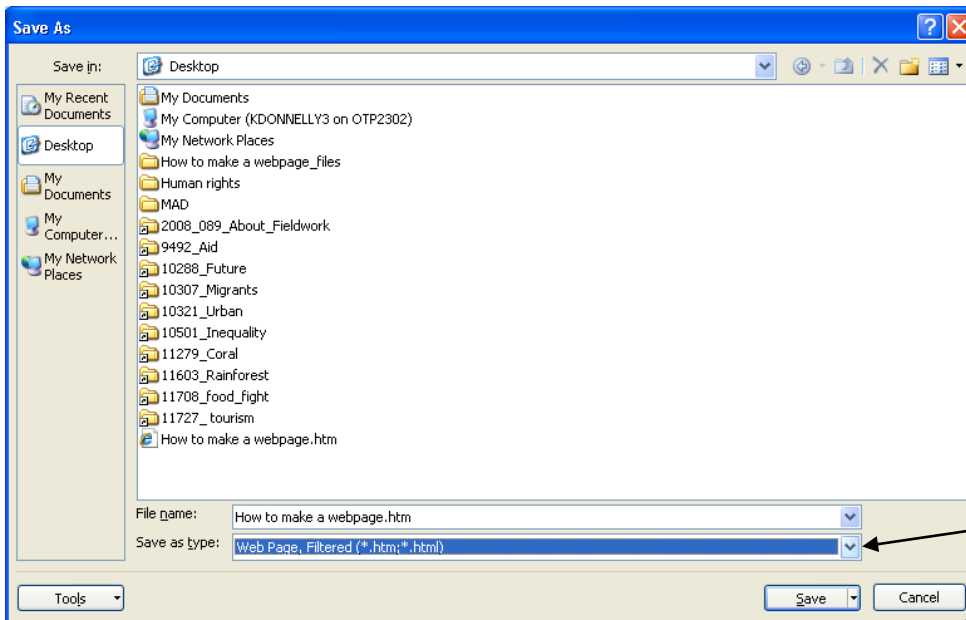 Save As
Save in:
Desktop
My Recent
Documents
Desktop
My
Documents
My
Computer...
My Network
Places
My Documents
My Computer (KDONNELLY3 on OTP2302)
My Network Places
How to make a webpage_files
Human rights
MAD
2008_089_About_Fieldwork
9492_Aid
10288_Future
10307_Migrants
10321_Urban
10501_Inequality
11279_Coral
11603_Rainforest
11708_food_fight
11727_ tourism
How to make a webpage.htm
File name:
How to make a webpage.htm
Save as type:
Web Page, Filtered (*.htm;*.html)
Tools
Save
Cancel